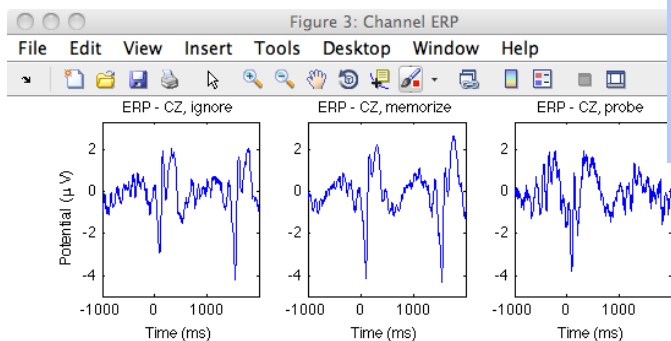 Figure 3: Channel ERP
File Edit View Insert Tools Desktop Window Help
ERP - CZ, ignore ERP - CZ, memorize ERP - CZ, probe
Potential (µ V)
2 2 2
0 0 0
-2 -2 -2
-4 -4 -4
-1000 0 1000 -1000 0 1000 -1000 0 1000
Time (ms) Time (ms) Time (ms)